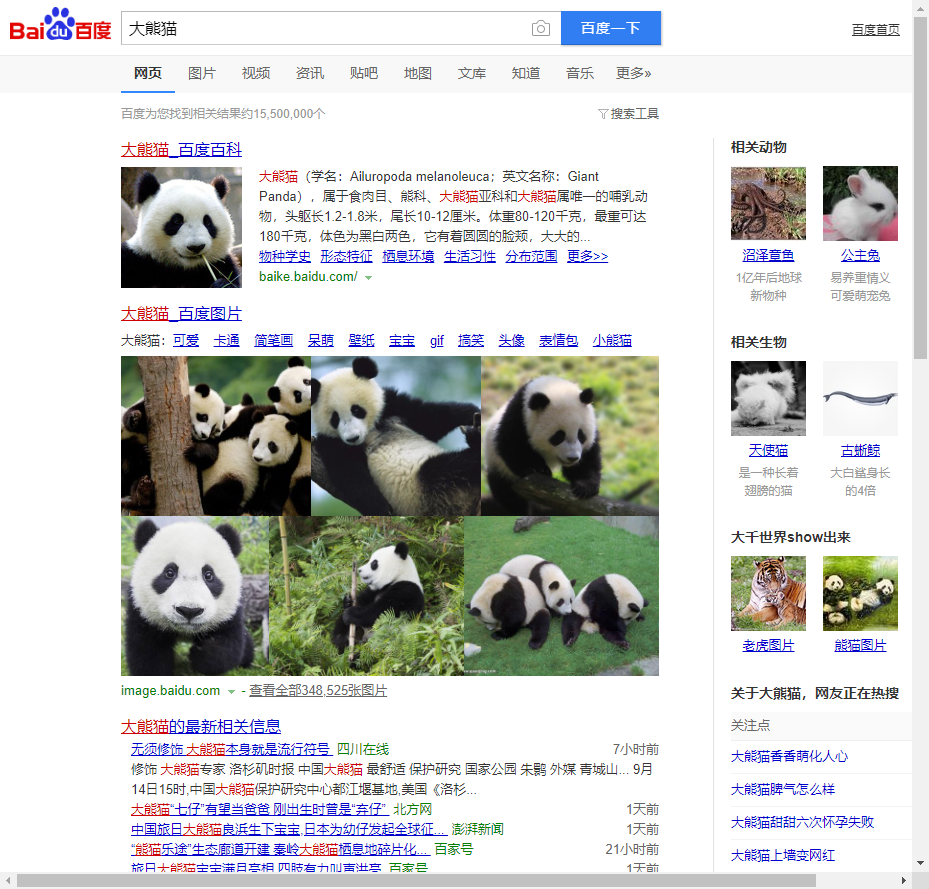 Bai du 百度
大熊猫
百度一下
百度首页
网页 图片 视频 资讯 贴吧 地图 文库 知道 音乐 更多»
百度为您找到相关结果约15,500,000个
搜索工具
大熊猫_百度百科
大熊猫（学名：Ailuropoda melanoleuca；英文名称：Giant
Panda），属于食肉目、熊科、大熊猫亚科和大熊猫属唯一的哺乳动
物，头躯长1.2-1.8米，尾长10-12厘米。体重80-120千克，最重可达
180千克，体色为黑白两色，它有着圆圆的脸颊，大大的...
物种学史 形态特征 栖息环境 生活习性 分布范围 更多>>
baike.baidu.com/
大熊猫_百度图片
大熊猫： 可爱 卡通 简笔画 呆萌 壁纸 宝宝 gif 搞笑 头像 表情包 小熊猫
image.baidu.com - 查看全部348,525张图片
大熊猫的最新相关信息
无须修饰 大熊猫本身就是流行符号 四川在线 7小时前
修饰 大熊猫专家 洛杉矶时报 中国大熊猫 最舒适 保护研究 国家公园 朱鹮 外媒 青城山... 9月
14日15时,中国大熊猫保护研究中心都江堰基地,美国《洛杉...
大熊猫“七仔”有望当爸爸 刚出生时曾是“弃仔” 北方网 1天前
中国旅日大熊猫良浜生下宝宝,日本为幼仔发起全球征... 澎湃新闻 1天前
“熊猫乐途”生态廊道开建 秦岭大熊猫栖息地碎片化... 百家号 21小时前
旅日大熊猫宝宝满月亮相 四肢有力叫声洪亮 百家号 1天前
相关动物
沼泽章鱼 公主兔
1亿年后地球 易养重情义
新物种 可爱萌宠兔
相关生物
天使猫 古蜥鲸
是一种长着 大白鲨身长
翅膀的猫 的4倍
大千世界show出来
老虎图片 熊猫图片
关于大熊猫，网友正在热搜
关注点
大熊猫香香萌化人心
大熊猫脾气怎么样
大熊猫甜甜六次怀孕失败
大熊猫上墙变网红